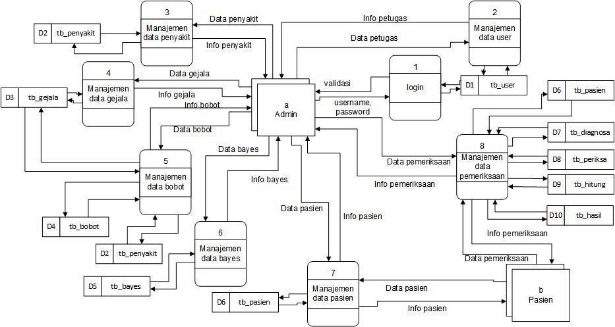 3
Manajemen
data penyakit
D2 tb_penyakit
Data penyakit
Info penyakit
Info petugas
Data petugas
2
Manajemen
data user
4
Manajemen
data gejala
D3 tb_gejala
Data gejala
Info gejala
a
Admin
validasi
username,
password
1
login
D1 tb_user
D6 tb_pasien
D7 tb_diagnosa
D8 tb_periksa
D9 tb_hitung
D10 tb_hasil
Info bobot
Data bobot
8
Manajemen
data
pemeriksaan
Data pemeriksaan
Info pemeriksaan
5
Manajemen
data bobot
Data bayes
Info bayes
D4 tb_bobot
D2 tb_penyakit
6
Manajemen
data bayes
D5 tb_bayes
Data pasien
Info pasien
Info pemeriksaan
Data pemeriksaan
7
Manajemen
data pasien
D6 tb_pasien
Data pasien
Info pasien
b
Pasien